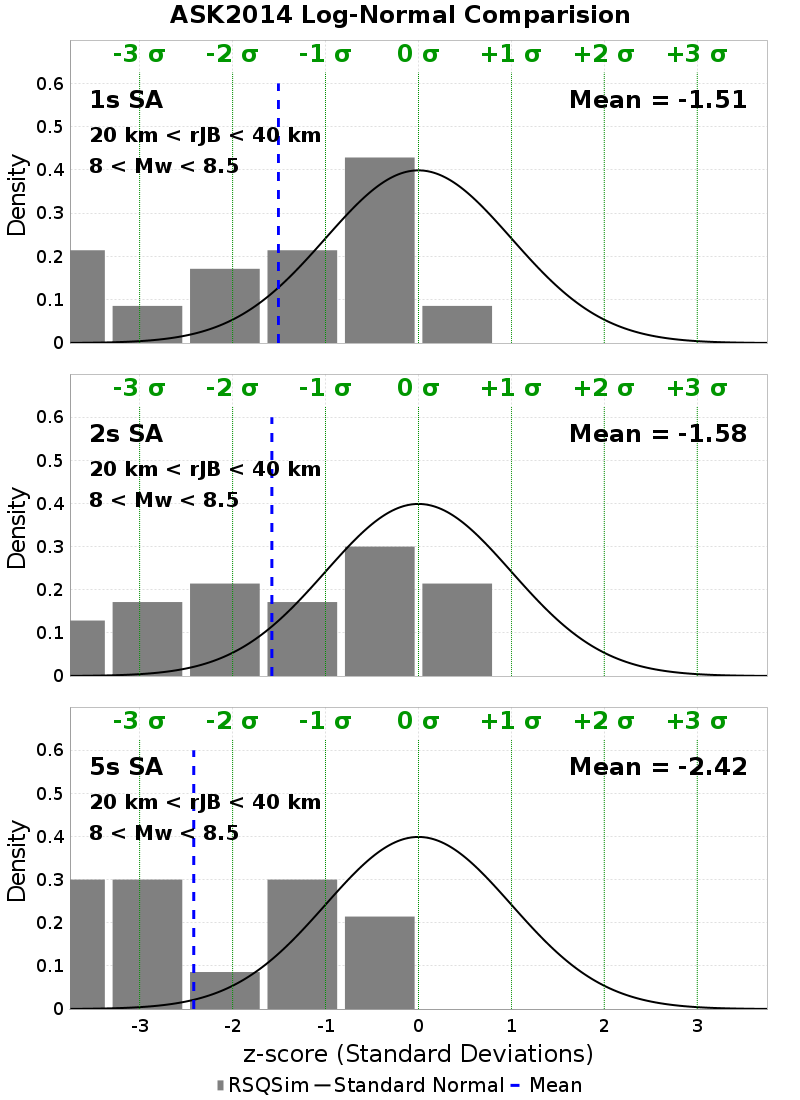 ASK2014 Log-Normal Comparision
-3 σ -2 σ -1 σ 0 σ +1 σ +2 σ +3 σ
0.6
1s SA Mean = -1.51
0.5
20 km < rJB < 40 km
8 < Mw < 8.5
0.4
Density
0.3
0.2
0.1
0
-3 σ -2 σ -1 σ 0 σ +1 σ +2 σ +3 σ
0.6
2s SA Mean = -1.58
0.5
20 km < rJB < 40 km
8 < Mw < 8.5
0.4
Density
0.3
0.2
0.1
0
-3 σ -2 σ -1 σ 0 σ +1 σ +2 σ +3 σ
0.6
5s SA Mean = -2.42
0.5
20 km < rJB < 40 km
8 < Mw < 8.5
0.4
Density
0.3
0.2
0.1
0
-3 -2 -1 0 1 2 3
z-score (Standard Deviations)
RSQSim Standard Normal Mean